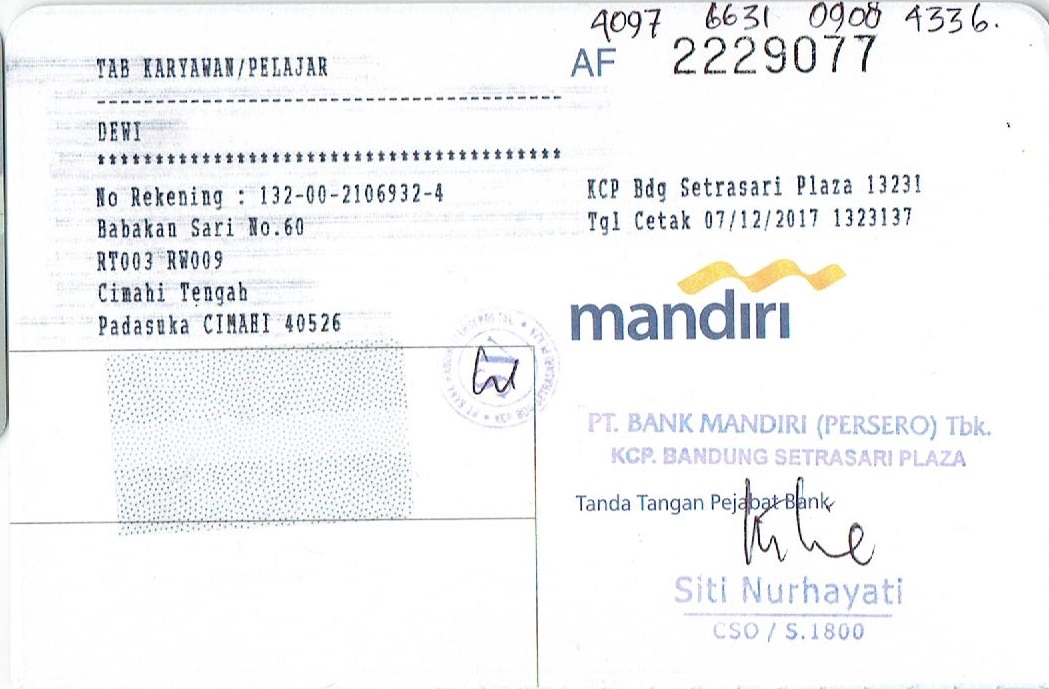 4097 6631 0908 4336.
AF 2229077
TAB KARYAWAN/PELAJAR
----------------------------------------
DEWI
****************************************
No Rekening : 132-00-2106932-4
Babakan Sari No.60
RT003 RW009
Cimahi Tengah
Padasuka CIMAHI 40526
KCP Bdg Setrasari Plaza 13231
Tgl Cetak 07/12/2017 1323137
mandiri
PT. BANK MANDIRI (PERSERO) Tbk.
KCP. BANDUNG SETRASARI PLAZA
Tanda Tangan Pejabat Bank
Siti Nurhayati
CSO / S.1800